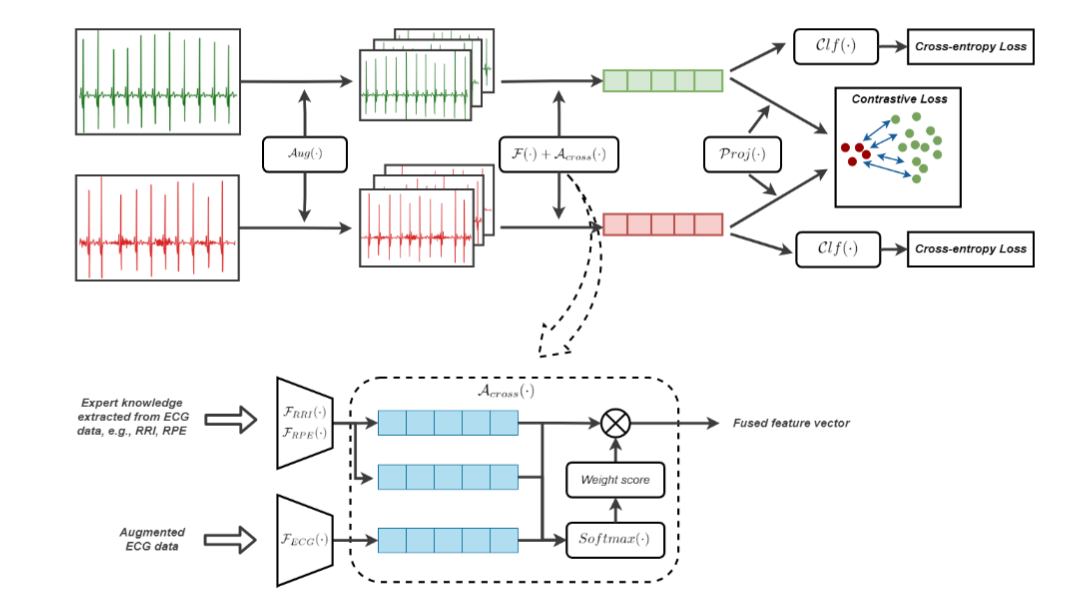 Clf(·)
Cross-entropy Loss
Contrastive Loss
Aug(·)
F(·) + A_cross(·)
Proj(·)
Clf(·)
Cross-entropy Loss
A_cross(·)
Expert knowledge
extracted from ECG
data, e.g., RRI, RPE
F_RRI(·)
F_RPE(·)
Fused feature vector
Weight score
Augmented
ECG data
F_ECG(·)
Softmax(·)